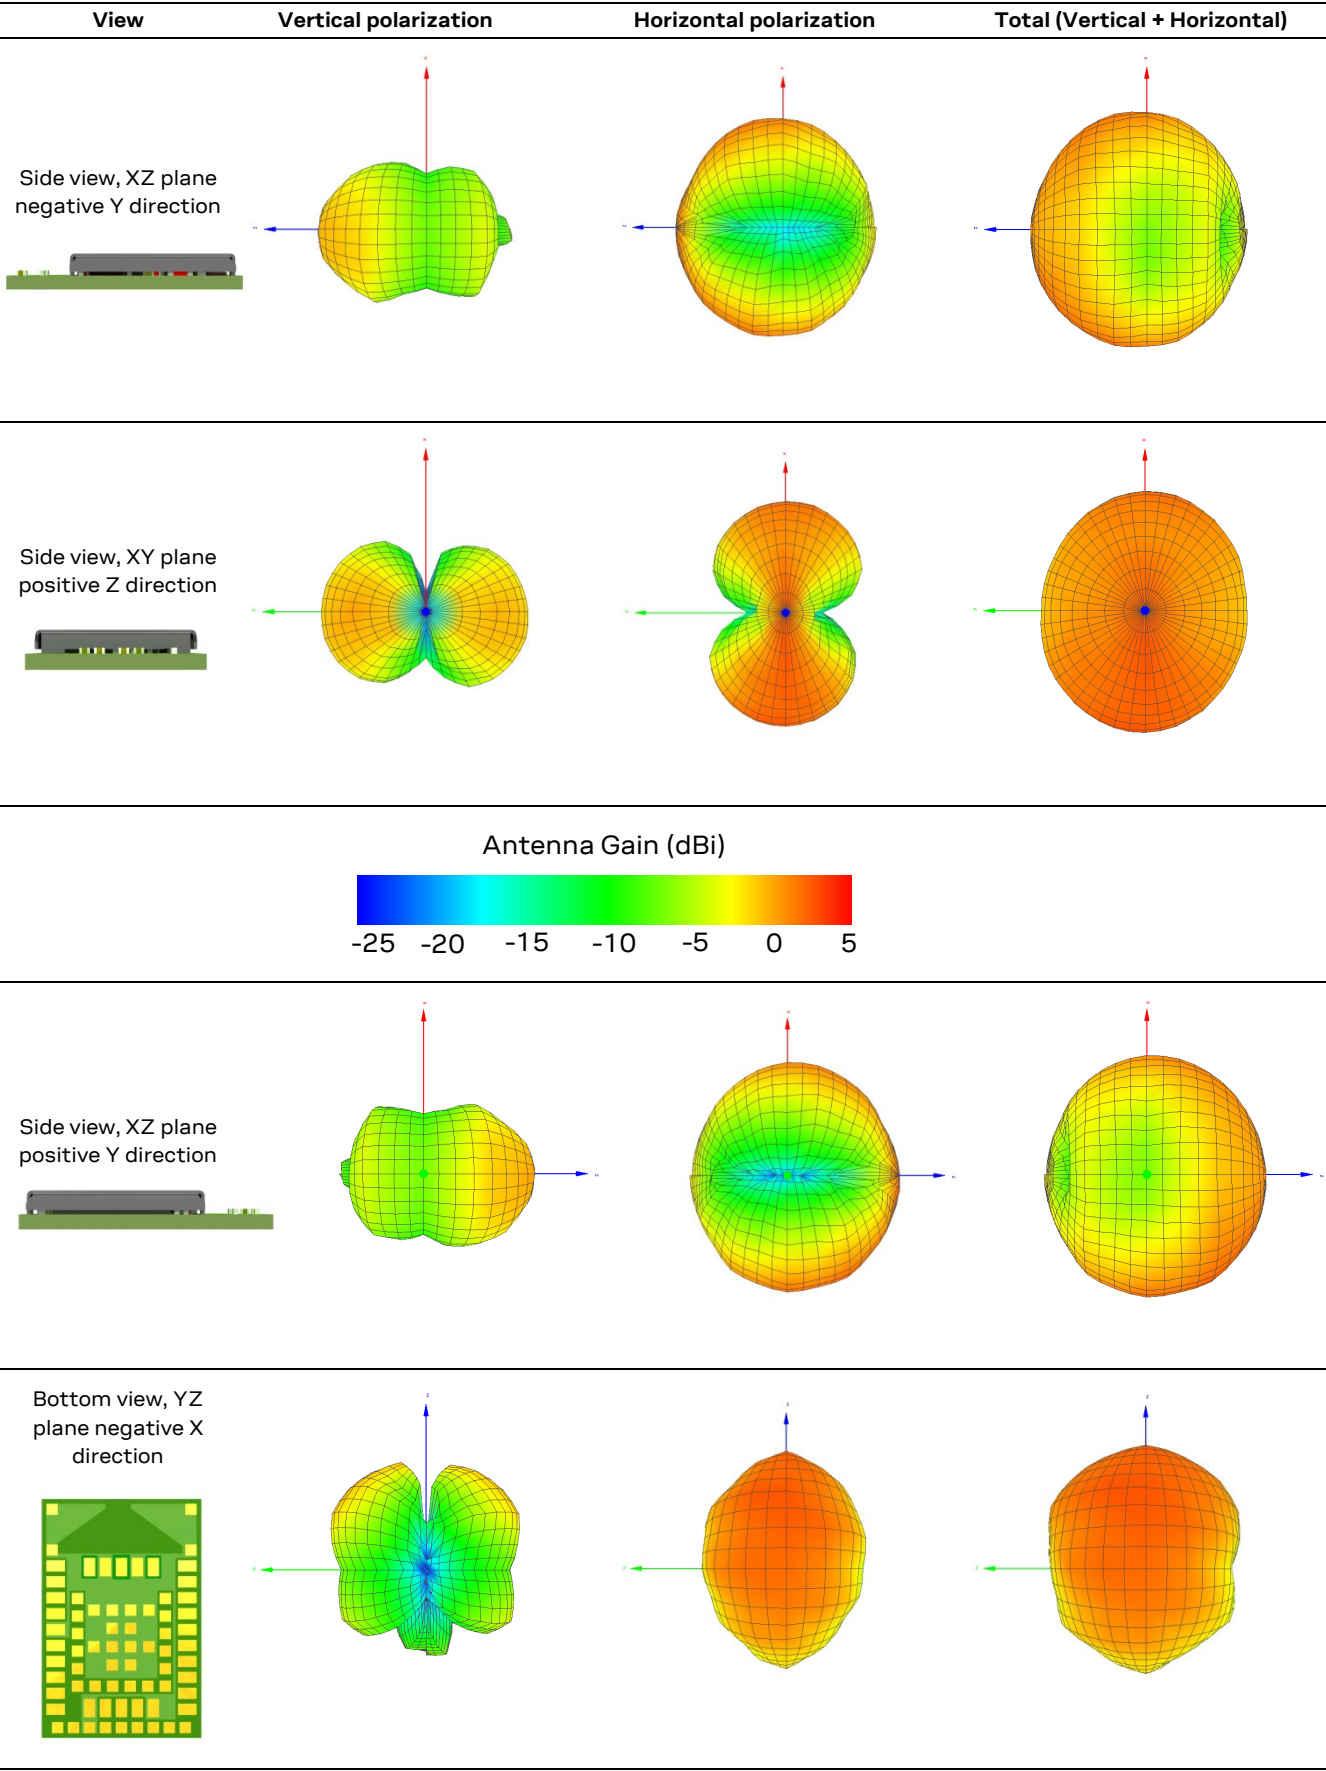 View
Vertical polarization
Horizontal polarization
Total (Vertical + Horizontal)
Side view, XZ plane
negative Y direction
Side view, XY plane
positive Z direction
Antenna Gain (dBi)
-25 -20 -15 -10 -5 0 5
Side view, XZ plane
positive Y direction
Bottom view, YZ
plane negative X
direction